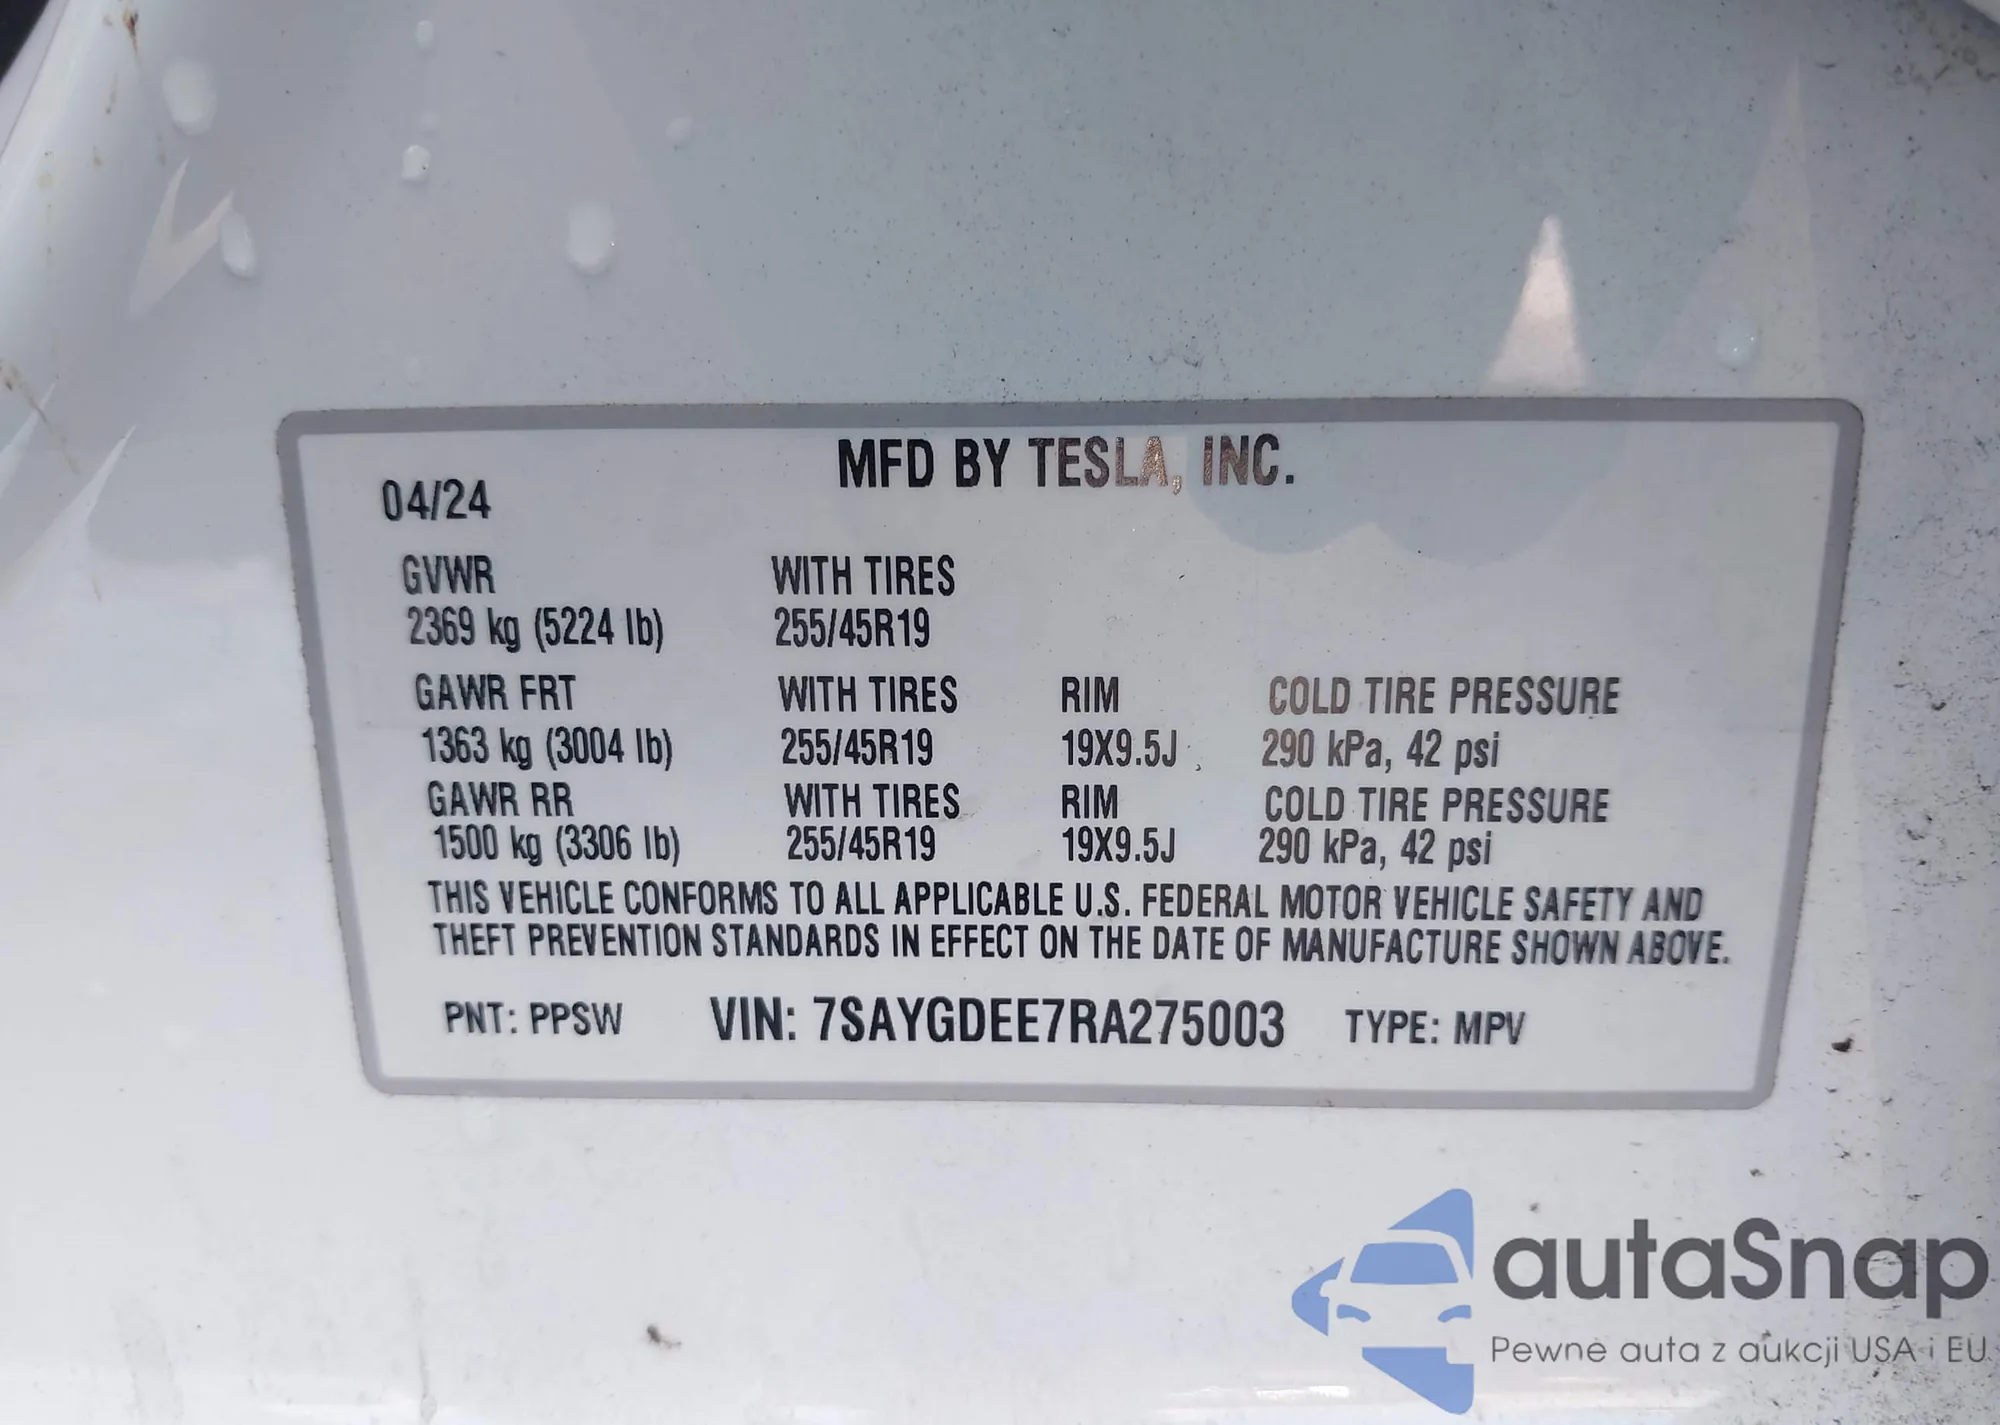 MFD BY TESLA, INC.
04/24
GVWR WITH TIRES
2369 kg (5224 lb) 255/45R19
GAWR FRT WITH TIRES RIM COLD TIRE PRESSURE
1363 kg (3004 lb) 255/45R19 19X9.5J 290 kPa, 42 psi
GAWR RR WITH TIRES RIM COLD TIRE PRESSURE
1500 kg (3306 lb) 255/45R19 19X9.5J 290 kPa, 42 psi
THIS VEHICLE CONFORMS TO ALL APPLICABLE U.S. FEDERAL MOTOR VEHICLE SAFETY AND
THEFT PREVENTION STANDARDS IN EFFECT ON THE DATE OF MANUFACTURE SHOWN ABOVE.
PNT: PPSW VIN: 7SAYGDEE7RA275003 TYPE: MPV
autaSnap
Pewne auta z aukcji USA i EU